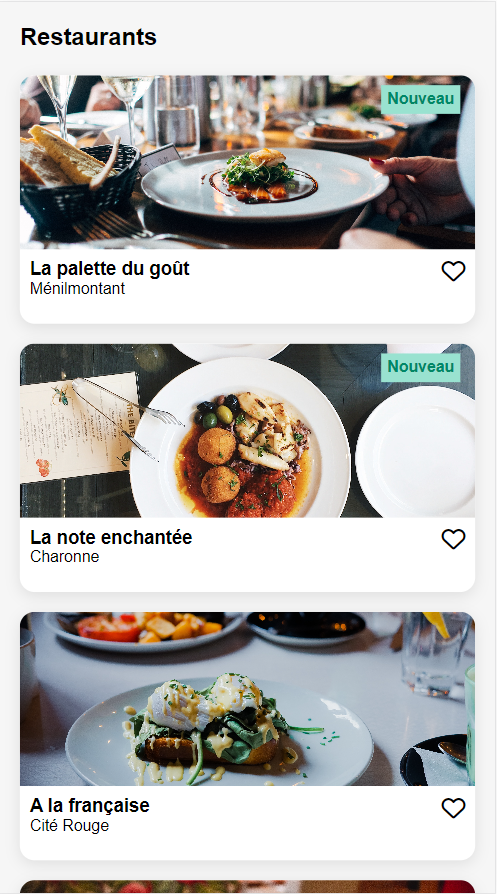 Restaurants
Nouveau
La palette du goût
Ménilmontant
Nouveau
La note enchantée
Charonne
A la française
Cité Rouge